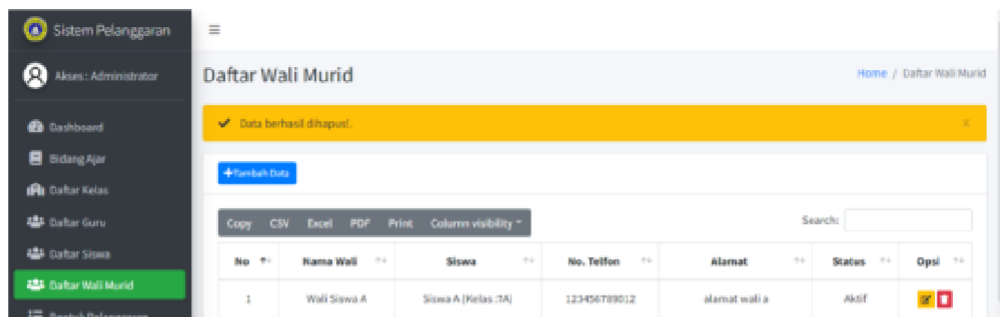 Sistem Pelanggaran
Akses : Administrator
Dashboard
Bidang Ajar
Daftar Kelas
Daftar Guru
Daftar Siswa
Daftar Wali Murid
Bentuk Pelanggaran
Daftar Wali Murid
Home / Daftar Wali Murid
Data berhasil dihapus!.
x
+Tambah Data
Copy CSV Excel PDF Print Column visibility
Search:
No Nama Wali Siswa No. Telfon Alamat Status Opsi
1 Wali Siswa A Siswa A [Kelas :7A] 123456789012 alamat wali a Aktif